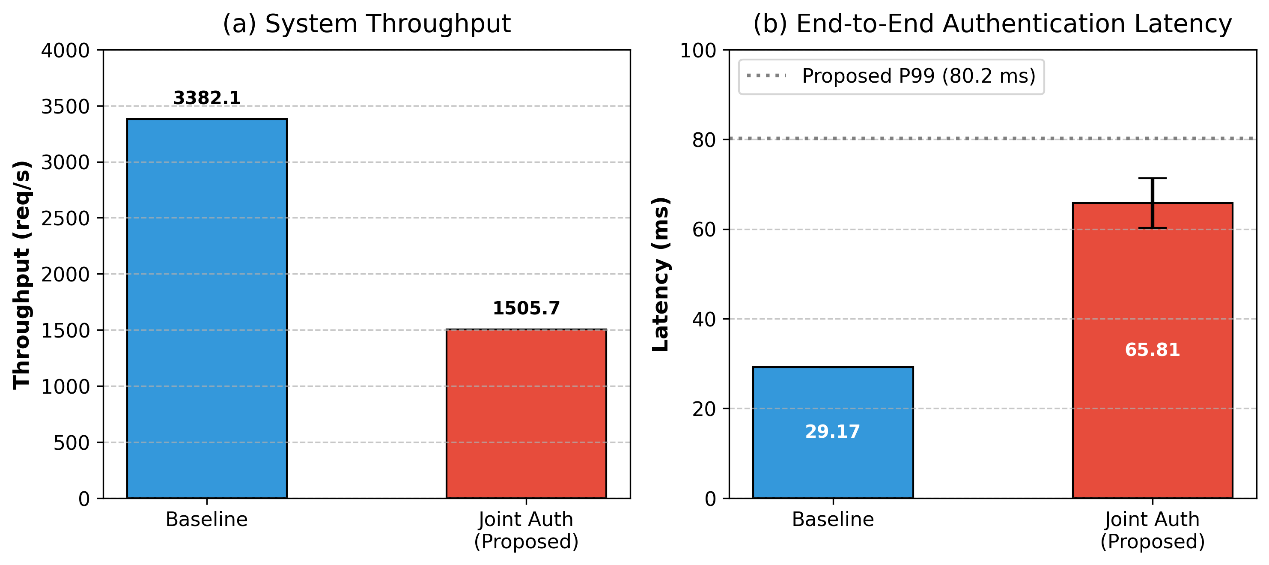 (a) System Throughput
Throughput (req/s)
4000
3500
3000
2500
2000
1500
1000
500
0
3382.1
1505.7
Baseline
Joint Auth
(Proposed)
(b) End-to-End Authentication Latency
Latency (ms)
100
80
60
40
20
0
Proposed P99 (80.2 ms)
29.17
65.81
Baseline
Joint Auth
(Proposed)